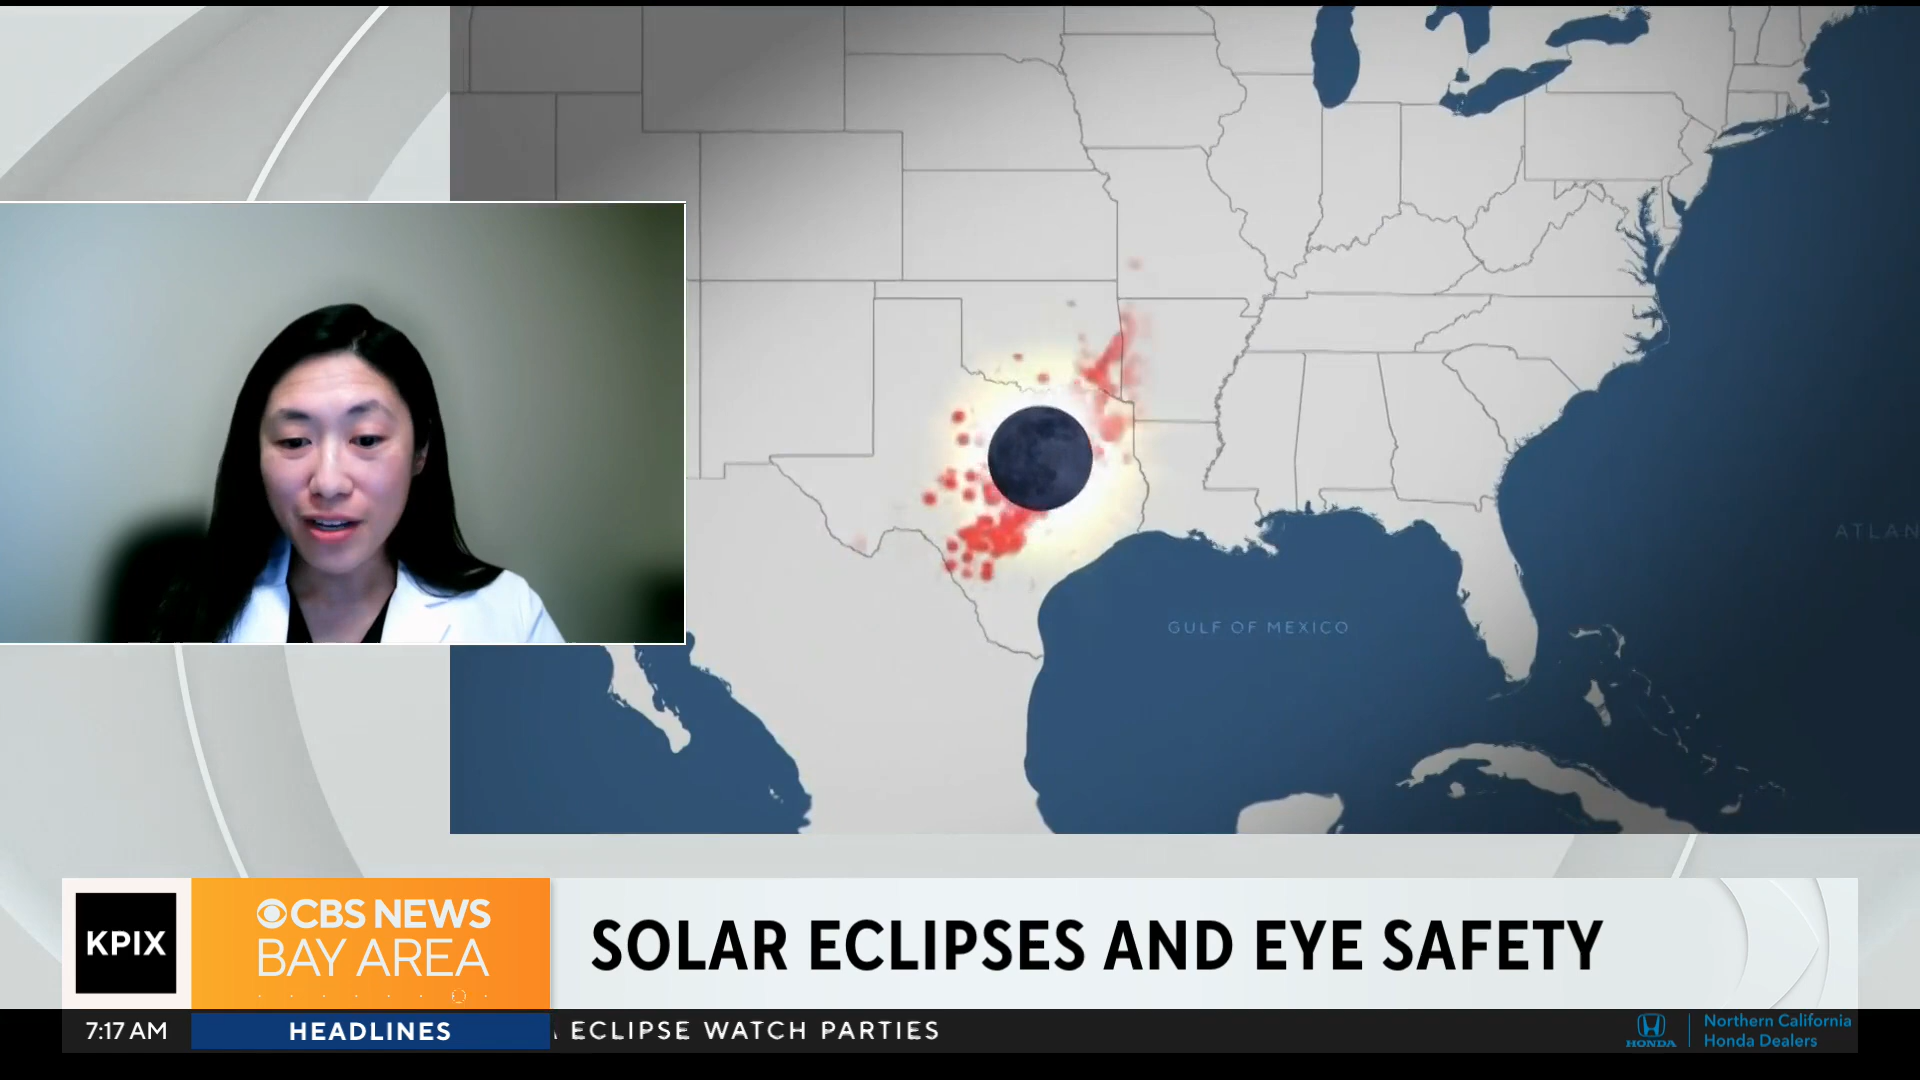 ATLAN
GULF OF MEXICO
KPIX
CBS NEWS
BAY AREA
SOLAR ECLIPSES AND EYE SAFETY
7:17 AM
HEADLINES
ECLIPSE WATCH PARTIES
HONDA
Northern California
Honda Dealers